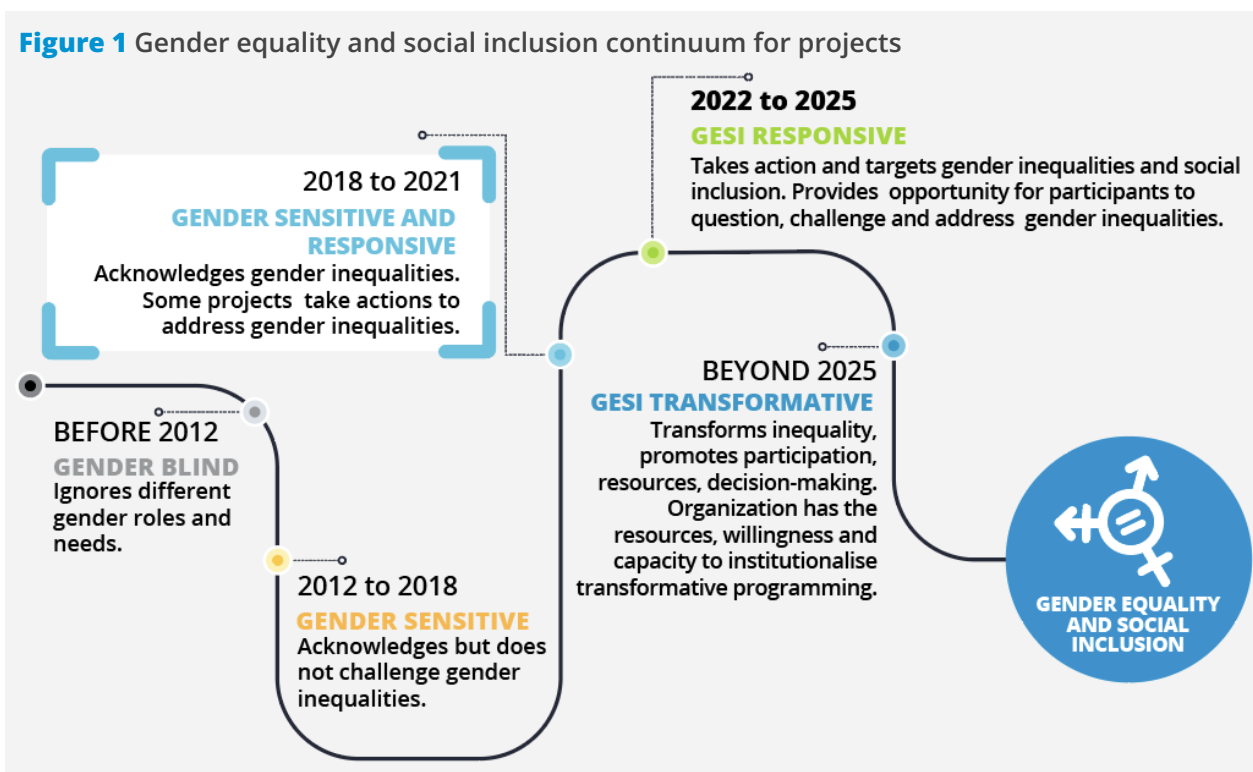 Figure 1 Gender equality and social inclusion continuum for projects
2018 to 2021
GENDER SENSITIVE AND
RESPONSIVE
Acknowledges gender inequalities.
Some projects take actions to
address gender inequalities.
2022 to 2025
GESI RESPONSIVE
Takes action and targets gender inequalities and social
inclusion. Provides opportunity for participants to
question, challenge and address gender inequalities.
BEFORE 2012
GENDER BLIND
Ignores different
gender roles and
needs.
2012 to 2018
GENDER SENSITIVE
Acknowledges but does
not challenge gender
inequalities.
BEYOND 2025
GESI TRANSFORMATIVE
Transforms inequality,
promotes participation,
resources, decision-making.
Organization has the
resources, willingness and
capacity to institutionalise
transformative programming.
GENDER EQUALITY
AND SOCIAL
INCLUSION